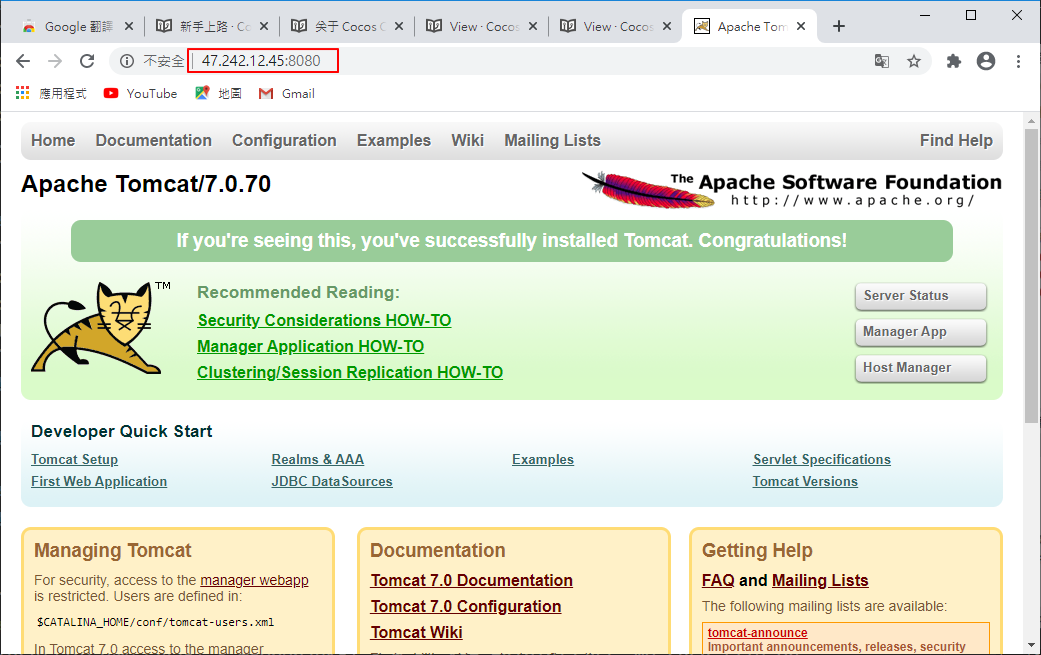 Google 翻譯
新手上路 · Co
关于 Cocos C
View · Cocos
View · Cocos
Apache Tom
不安全 | 47.242.12.45:8080
應用程式 YouTube 地圖 Gmail
Home Documentation Configuration Examples Wiki Mailing Lists Find Help
Apache Tomcat/7.0.70
The Apache Software Foundation
http://www.apache.org/
If you're seeing this, you've successfully installed Tomcat. Congratulations!
TM
Recommended Reading:
Security Considerations HOW-TO
Manager Application HOW-TO
Clustering/Session Replication HOW-TO
Server Status
Manager App
Host Manager
Developer Quick Start
Tomcat Setup
First Web Application
Realms & AAA
JDBC DataSources
Examples
Servlet Specifications
Tomcat Versions
Managing Tomcat
For security, access to the manager webapp
is restricted. Users are defined in:
$CATALINA_HOME/conf/tomcat-users.xml
In Tomcat 7.0 access to the manager
Documentation
Tomcat 7.0 Documentation
Tomcat 7.0 Configuration
Tomcat Wiki
Getting Help
FAQ and Mailing Lists
The following mailing lists are available:
tomcat-announce
Important announcements, releases, security